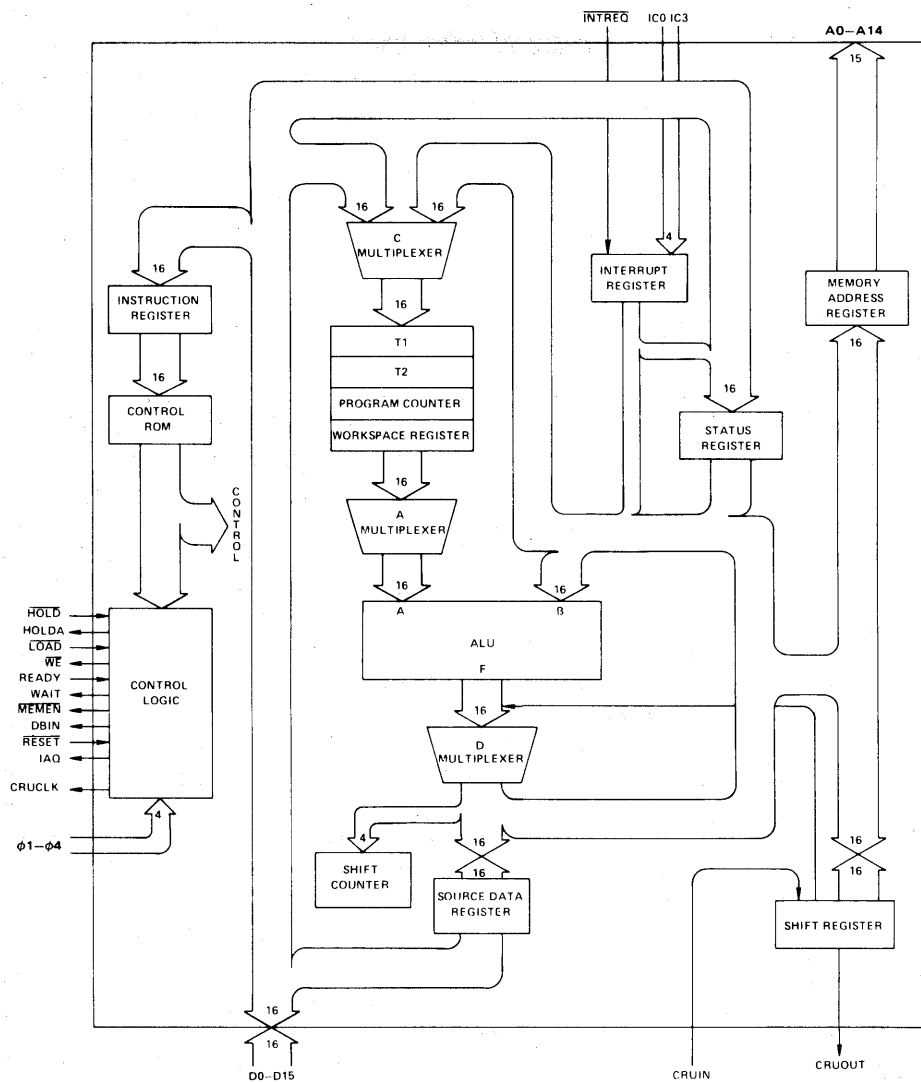 INTREQ
IC0 IC3
A0–A14
15
16
16
16
C
MULTIPLEXER
4
INTERRUPT
REGISTER
16
INSTRUCTION
REGISTER
MEMORY
ADDRESS
REGISTER
16
16
T1
T2
PROGRAM COUNTER
WORKSPACE REGISTER
16
CONTROL
ROM
16
STATUS
REGISTER
16
A
MULTIPLEXER
CONTROL
16
A
16
B
ALU
F
HOLD
HOLDA
LOAD
WE
READY
WAIT
MEMEN
DBIN
RESET
IAQ
CRUCLK
CONTROL
LOGIC
4
ϕ1–ϕ4
16
D
MULTIPLEXER
4
SHIFT
COUNTER
16
16
SOURCE DATA
REGISTER
16
16
SHIFT REGISTER
16
16
D0–D15
CRUIN
CRUOUT